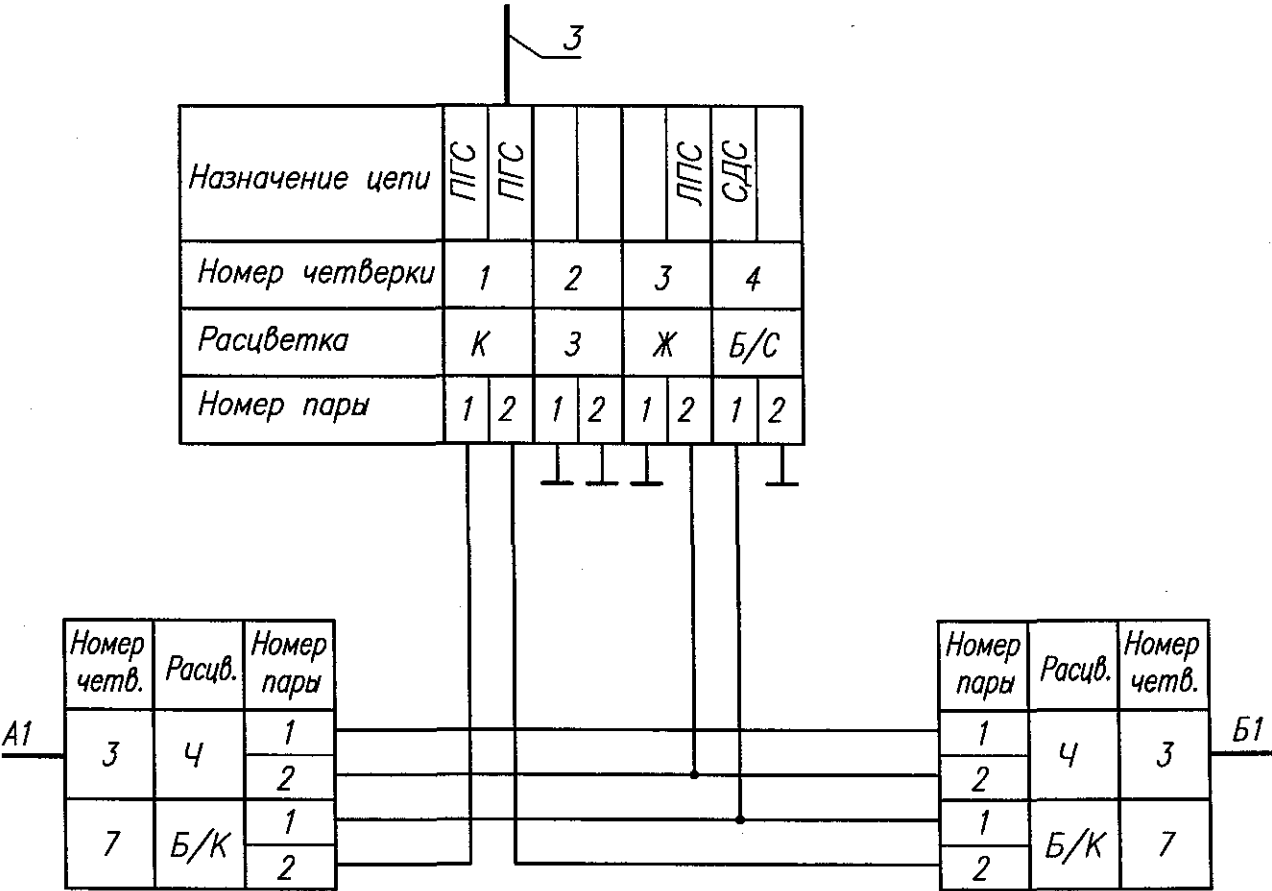 3
Назначение цепи ПГС ПГС ЛПС СДС
Номер четверки 1 2 3 4
Расцветка К З Ж Б/С
Номер пары 1 2 1 2 1 2 1 2
Номер четв. Расцв. Номер пары
А1
3 Ч 1
2
7 Б/К 1
2
Номер пары Расцв. Номер четв.
1 Ч 3
2
1 Б/К 7
2
Б1